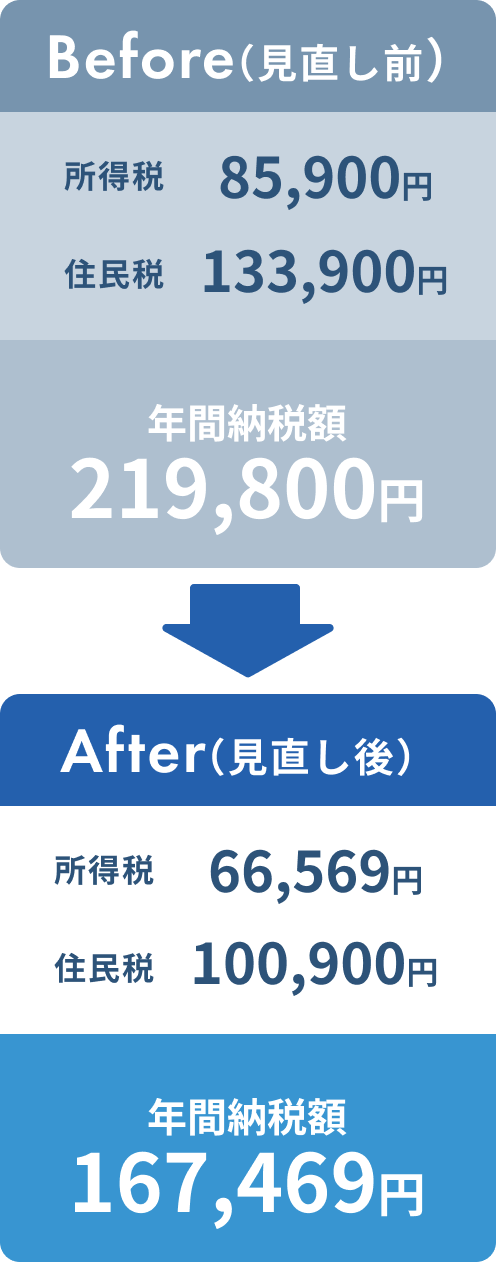 Before（見直し前）
所得税 85,900円
住民税 133,900円
年間納税額
219,800円
After（見直し後）
所得税 66,569円
住民税 100,900円
年間納税額
167,469円